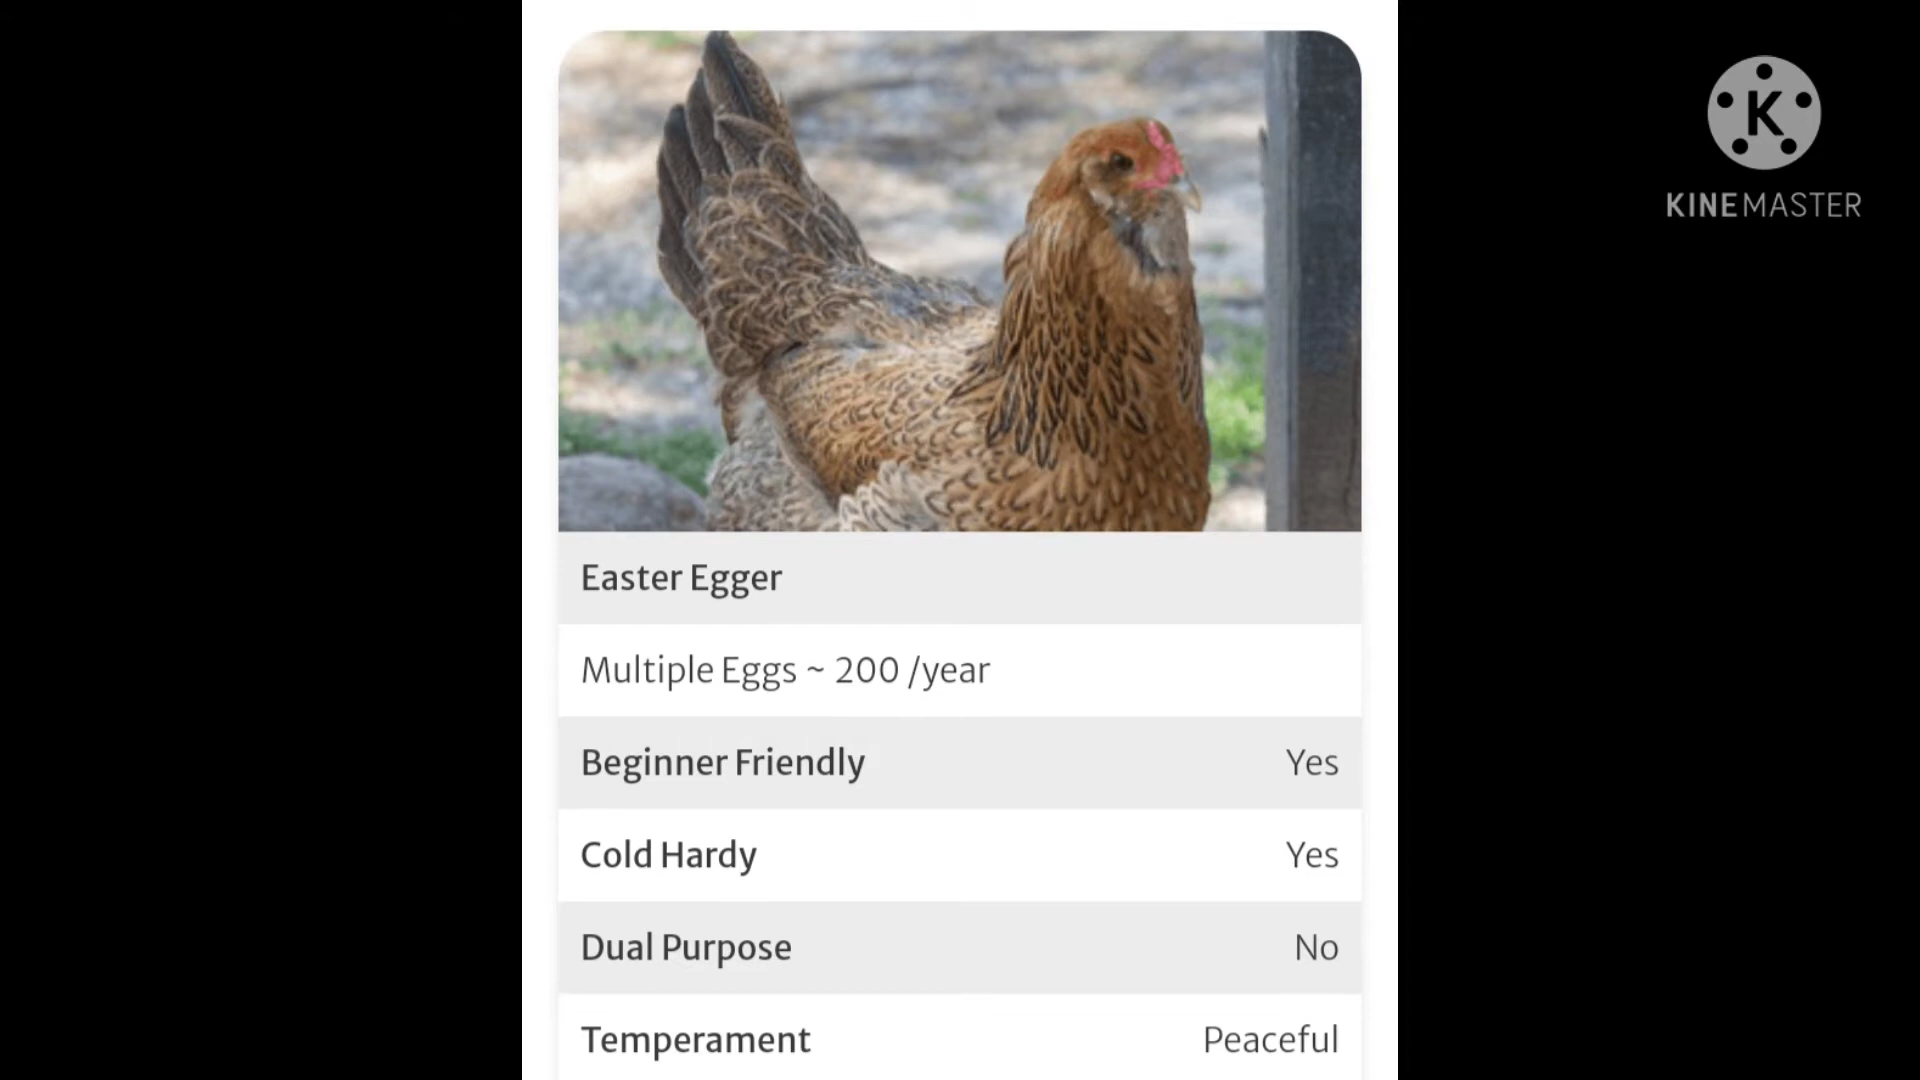 K
KINEMASTER
Easter Egger
Multiple Eggs ~ 200 /year
Beginner Friendly Yes
Cold Hardy Yes
Dual Purpose No
Temperament Peaceful